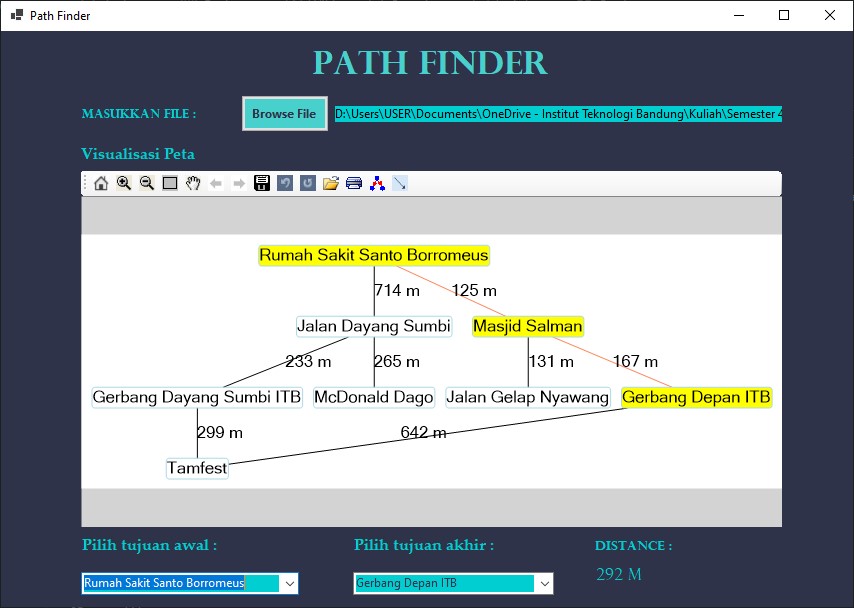 Path Finder
PATH FINDER
MASUKKAN FILE :
Browse File
D:\Users\USER\Documents\OneDrive - Institut Teknologi Bandung\Kuliah\Semester 4
Visualisasi Peta
Rumah Sakit Santo Borromeus
714 m
125 m
Jalan Dayang Sumbi
Masjid Salman
233 m
265 m
131 m
167 m
Gerbang Dayang Sumbi ITB
McDonald Dago
Jalan Gelap Nyawang
Gerbang Depan ITB
299 m
642 m
Tamfest
Pilih tujuan awal :
Pilih tujuan akhir :
DISTANCE :
Rumah Sakit Santo Borromeus
Gerbang Depan ITB
292 M